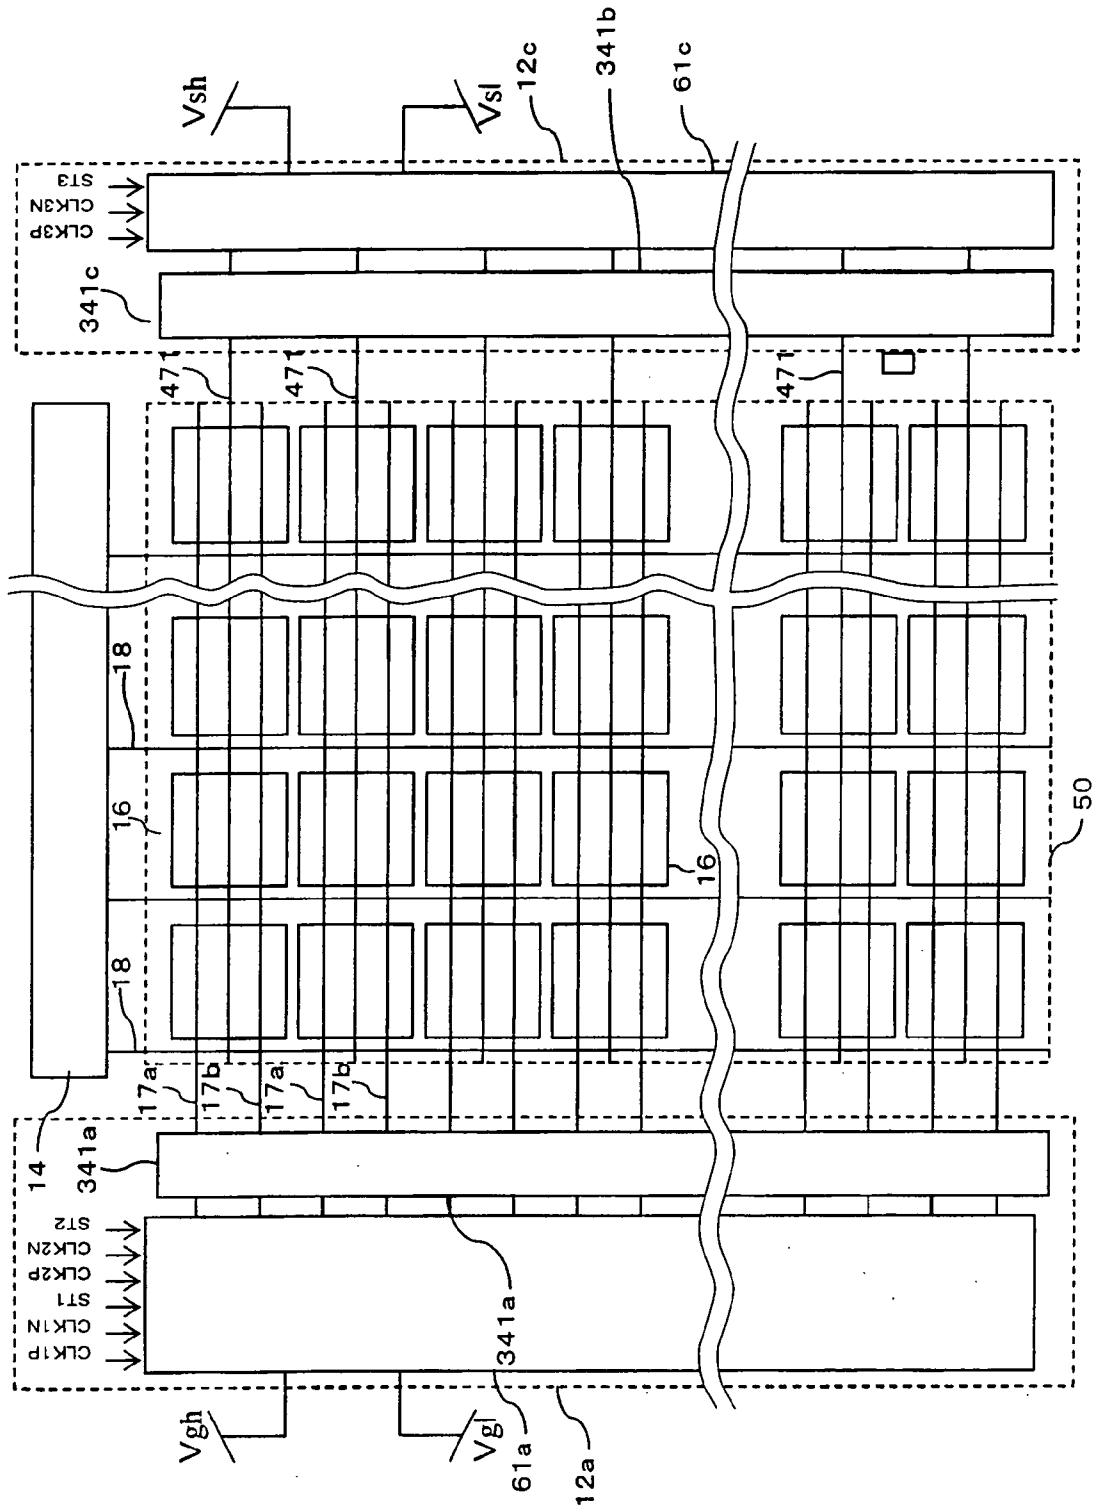 Vsh
Vsl
12c
341b
61c
ST3
CLK3N
CLK3P
341c
471
471
471
18
16
16
50
18
17a
17b
17a
17b
14
341a
ST2
CLK2N
CLK2P
ST1
CLK1N
CLK1P
341a
Vgh
Vgl
61a
12a